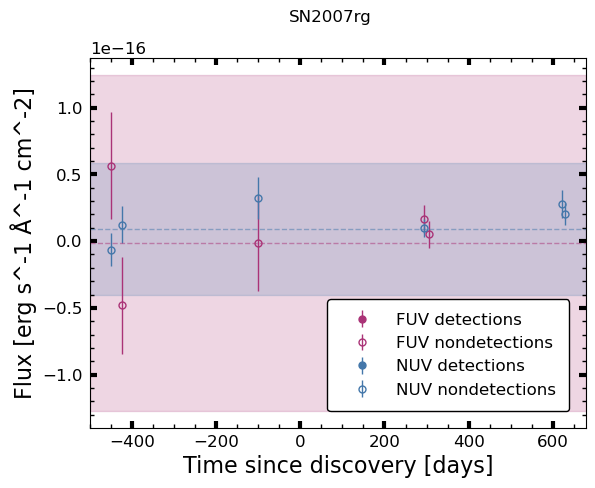 SN2007rg
1e−16
1.0
0.5
0.0
−0.5
−1.0
Flux [erg s^-1 Å^-1 cm^-2]
FUV detections
FUV nondetections
NUV detections
NUV nondetections
−400 −200 0 200 400 600
Time since discovery [days]